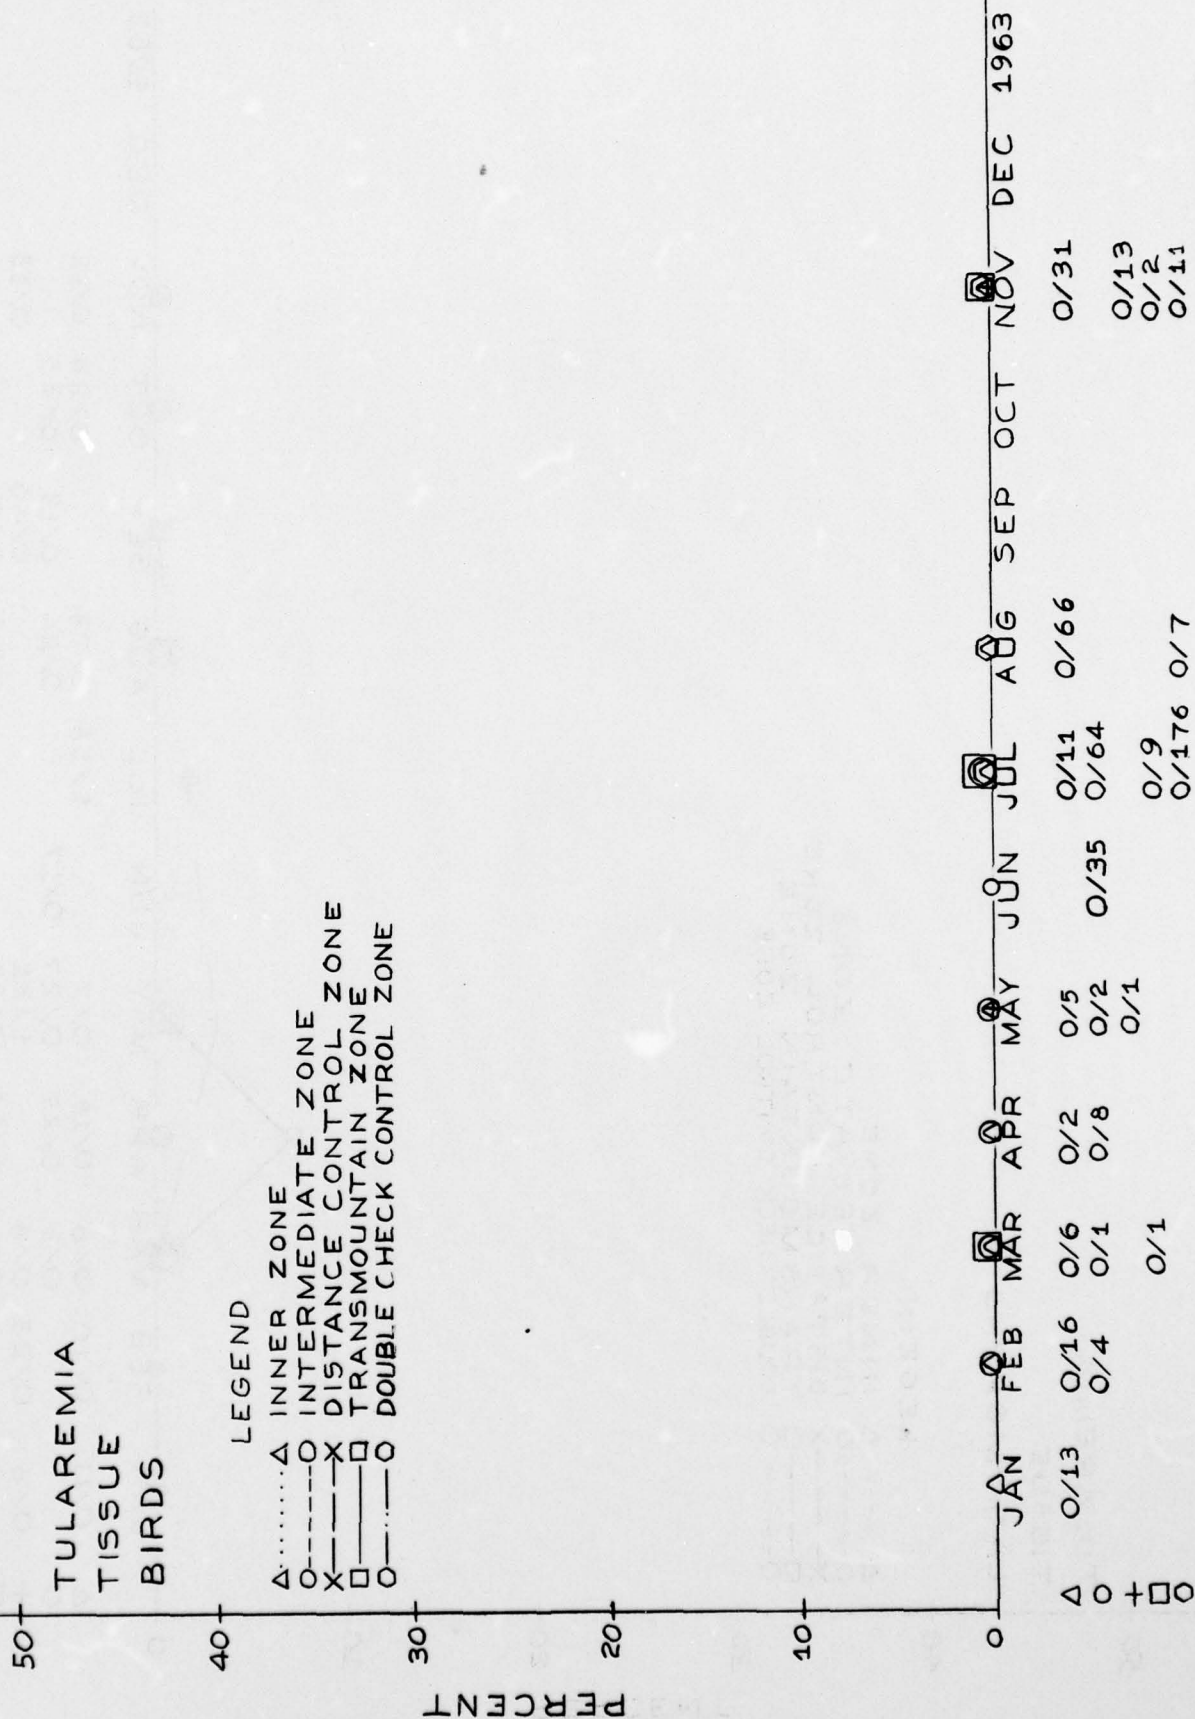 TULAREMIA
TISSUE
BIRDS
LEGEND
Δ........Δ INNER ZONE
O-------O INTERMEDIATE ZONE
X— — —X DISTANCE CONTROL ZONE
□———□ TRANSMOUNTAIN ZONE
O—··—O DOUBLE CHECK CONTROL ZONE
PERCENT
50
40
30
20
10
0
JAN FEB MAR APR MAY JUN JUL AUG SEP OCT NOV DEC 1963
Δ 0/13 0/16 0/6 0/2 0/5 0/11 0/66 0/31
O 0/4 0/1 0/8 0/2 0/35 0/64
+ 0/1 0/13
□ 0/1 0/9 0/2
O 0/176 0/7 0/11